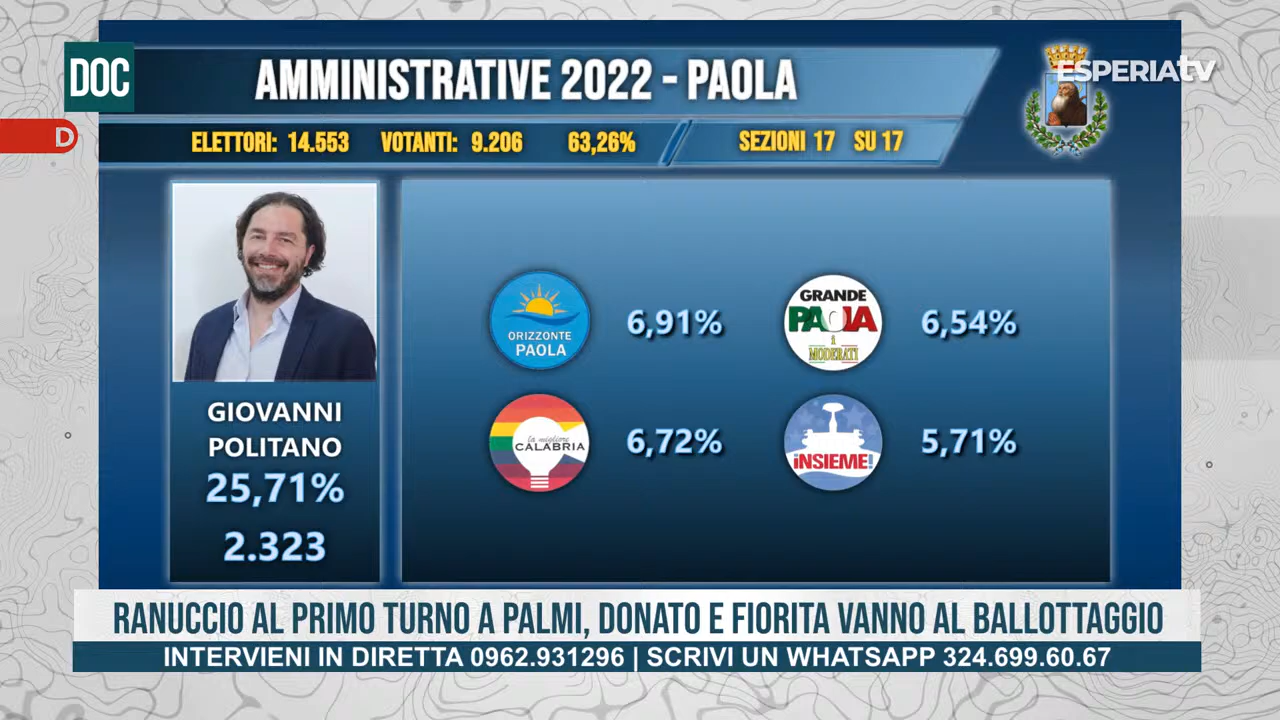 DOC
AMMINISTRATIVE 2022 - PAOLA
ESPERIAtv
D
ELETTORI: 14.553 VOTANTI: 9.206 63,26% SEZIONI 17 SU 17
ORIZZONTE
PAOLA
6,91%
GRANDE
PAOLA
i
MODERATI
6,54%
la migliore
CALABRIA
6,72%
iNSIEME!
5,71%
GIOVANNI
POLITANO
25,71%
2.323
RANUCCIO AL PRIMO TURNO A PALMI, DONATO E FIORITA VANNO AL BALLOTTAGGIO
INTERVIENI IN DIRETTA 0962.931296 | SCRIVI UN WHATSAPP 324.699.60.67